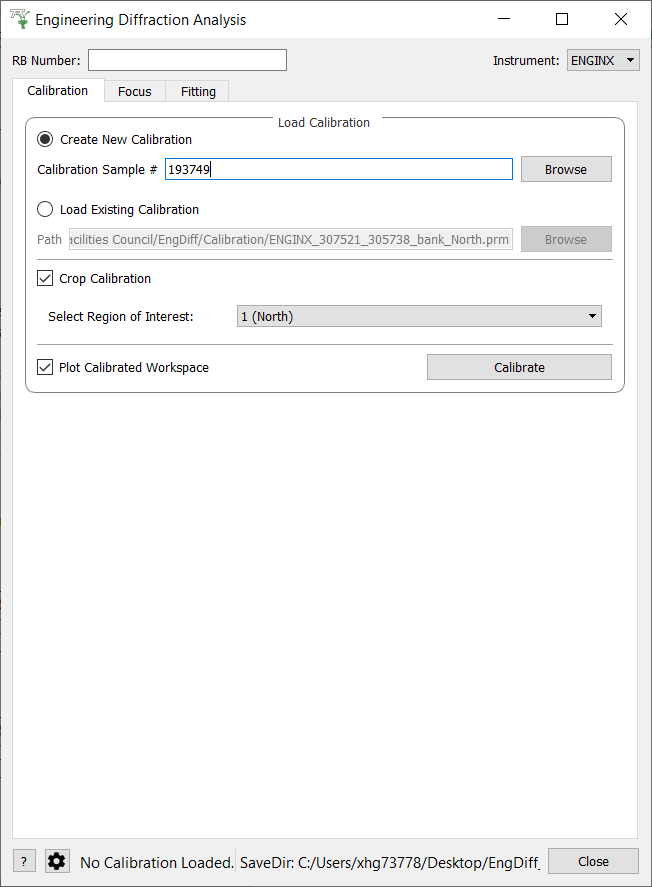 Engineering Diffraction Analysis
RB Number: Instrument: ENGINX
Calibration Focus Fitting
Load Calibration
Create New Calibration
Calibration Sample # 193749 Browse
Load Existing Calibration
Path acilities Council/EngDiff/Calibration/ENGINX_307521_305738_bank_North.prm Browse
Crop Calibration
Select Region of Interest: 1 (North)
Plot Calibrated Workspace Calibrate
? No Calibration Loaded. SaveDir: C:/Users/xhg73778/Desktop/EngDiff_ Close